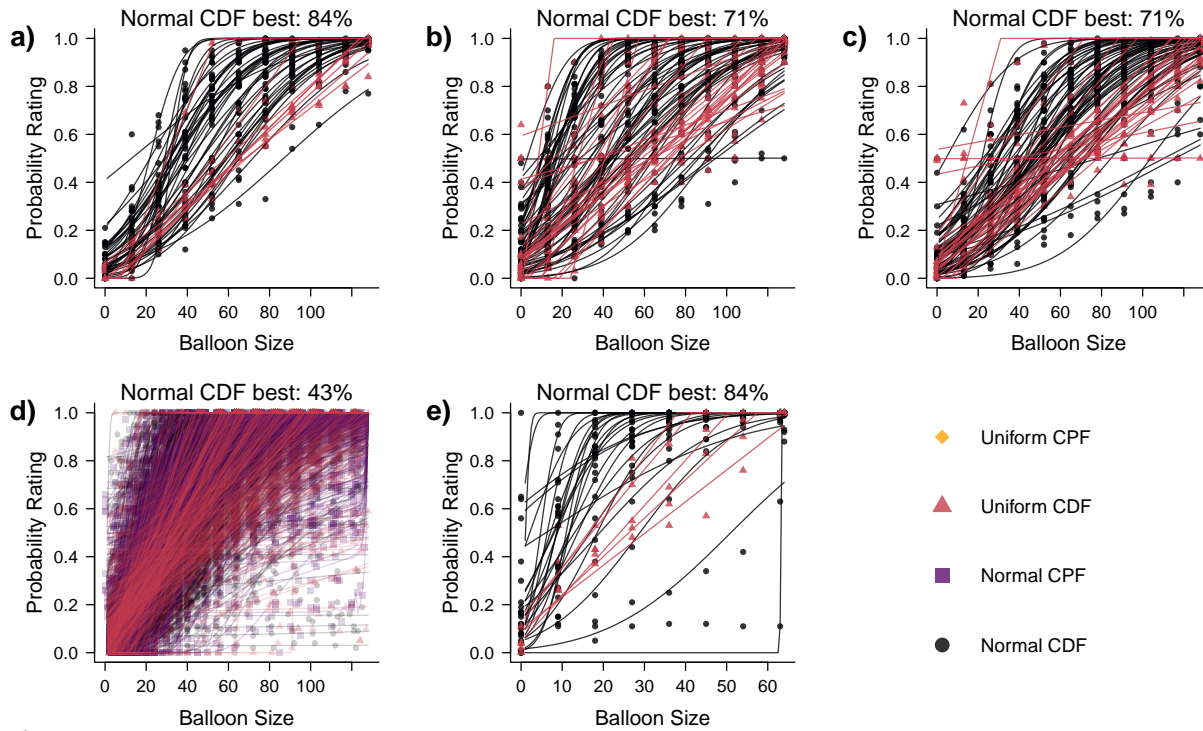 a)
Normal CDF best: 84%
Probability Rating
1.0
0.8
0.6
0.4
0.2
0.0
0 20 40 60 80 100
Balloon Size
b)
Normal CDF best: 71%
Probability Rating
1.0
0.8
0.6
0.4
0.2
0.0
0 20 40 60 80 100
Balloon Size
c)
Normal CDF best: 71%
Probability Rating
1.0
0.8
0.6
0.4
0.2
0.0
0 20 40 60 80 100
Balloon Size
d)
Normal CDF best: 43%
Probability Rating
1.0
0.8
0.6
0.4
0.2
0.0
0 20 40 60 80 100
Balloon Size
e)
Normal CDF best: 84%
Probability Rating
1.0
0.8
0.6
0.4
0.2
0.0
0 10 20 30 40 50 60
Balloon Size
Uniform CPF
Uniform CDF
Normal CPF
Normal CDF